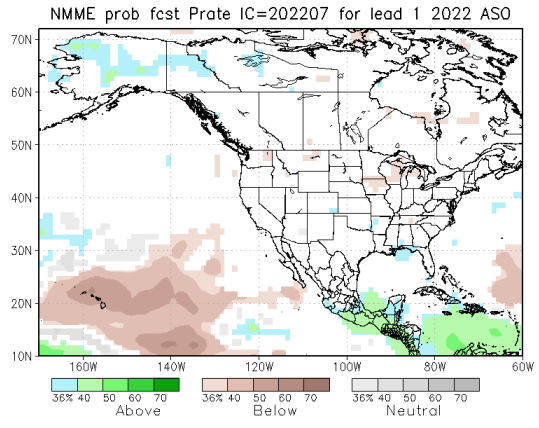 NMME prob fcst Prate IC=202207 for lead 1 2022 ASO
70N
60N
50N
40N
30N
20N
10N
160W 140W 120W 100W 80W 60W
36% 40 50 60 70 36% 40 50 60 70 36% 40 50 60 70
Above Below Neutral